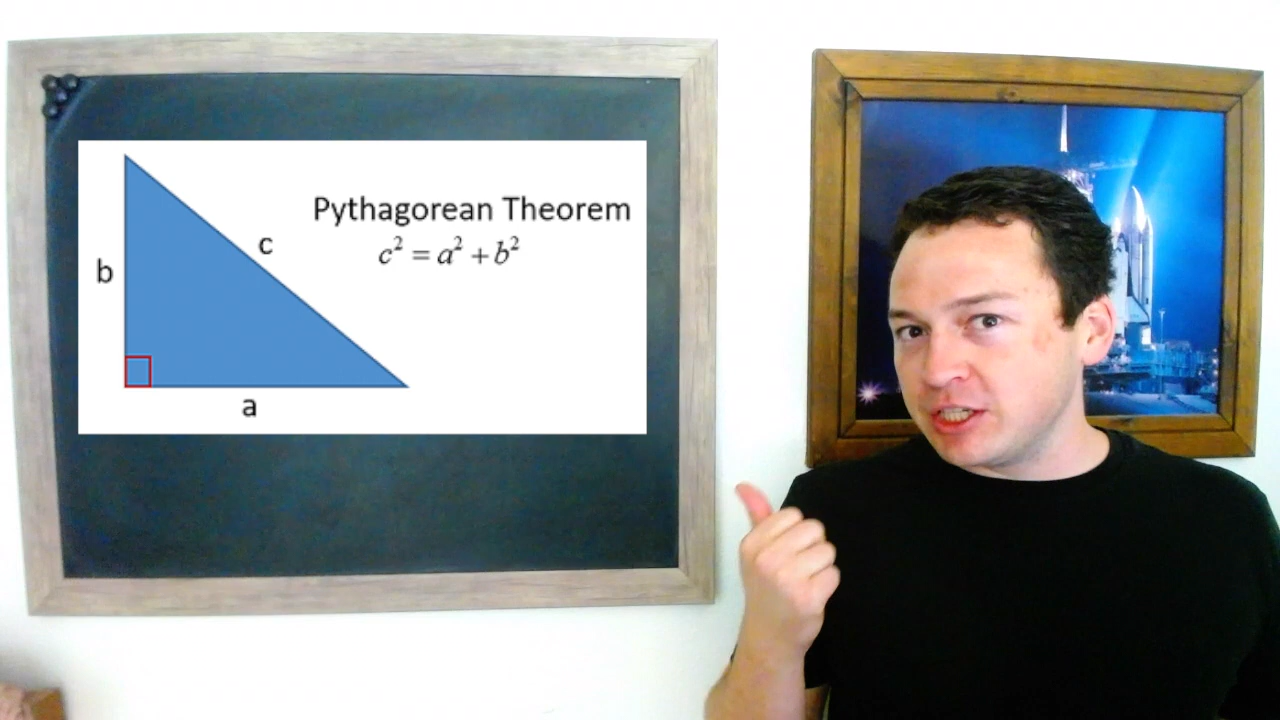 Pythagorean Theorem
c² = a² + b²
c
b
a